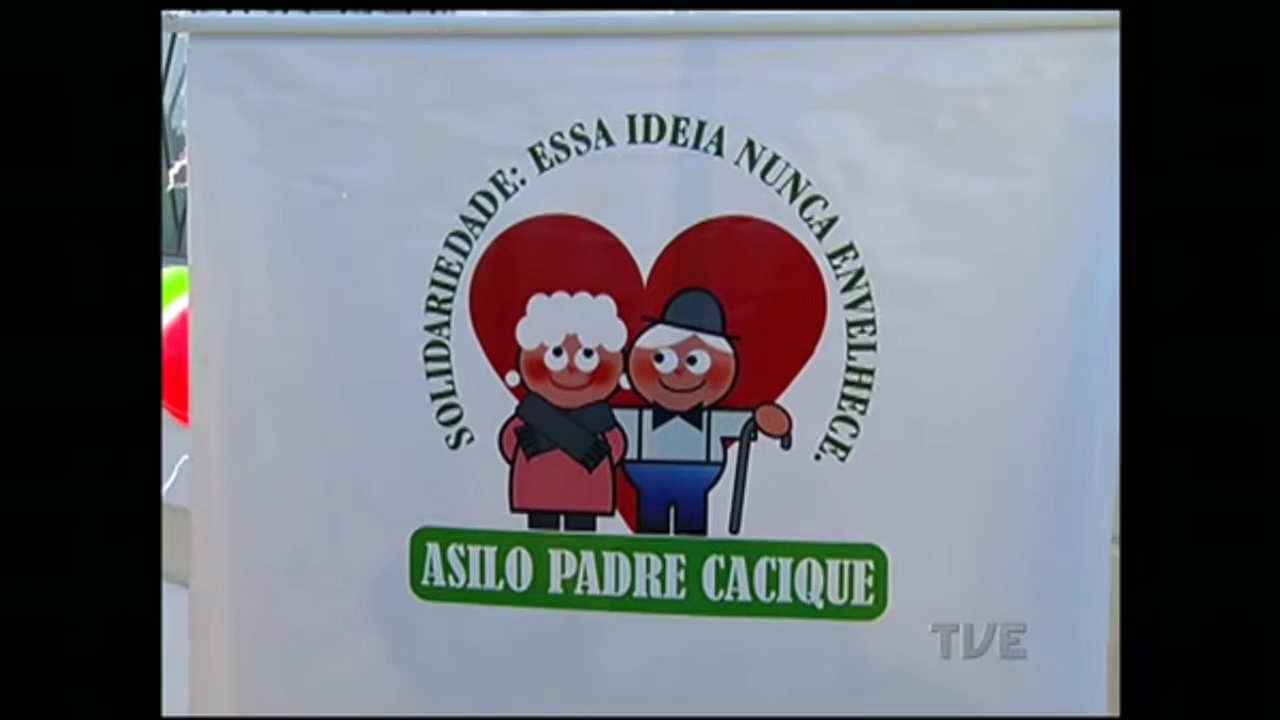 SOLIDARIEDADE: ESSA IDEIA NUNCA ENVELHECE.
ASILO PADRE CACIQUE
TVE